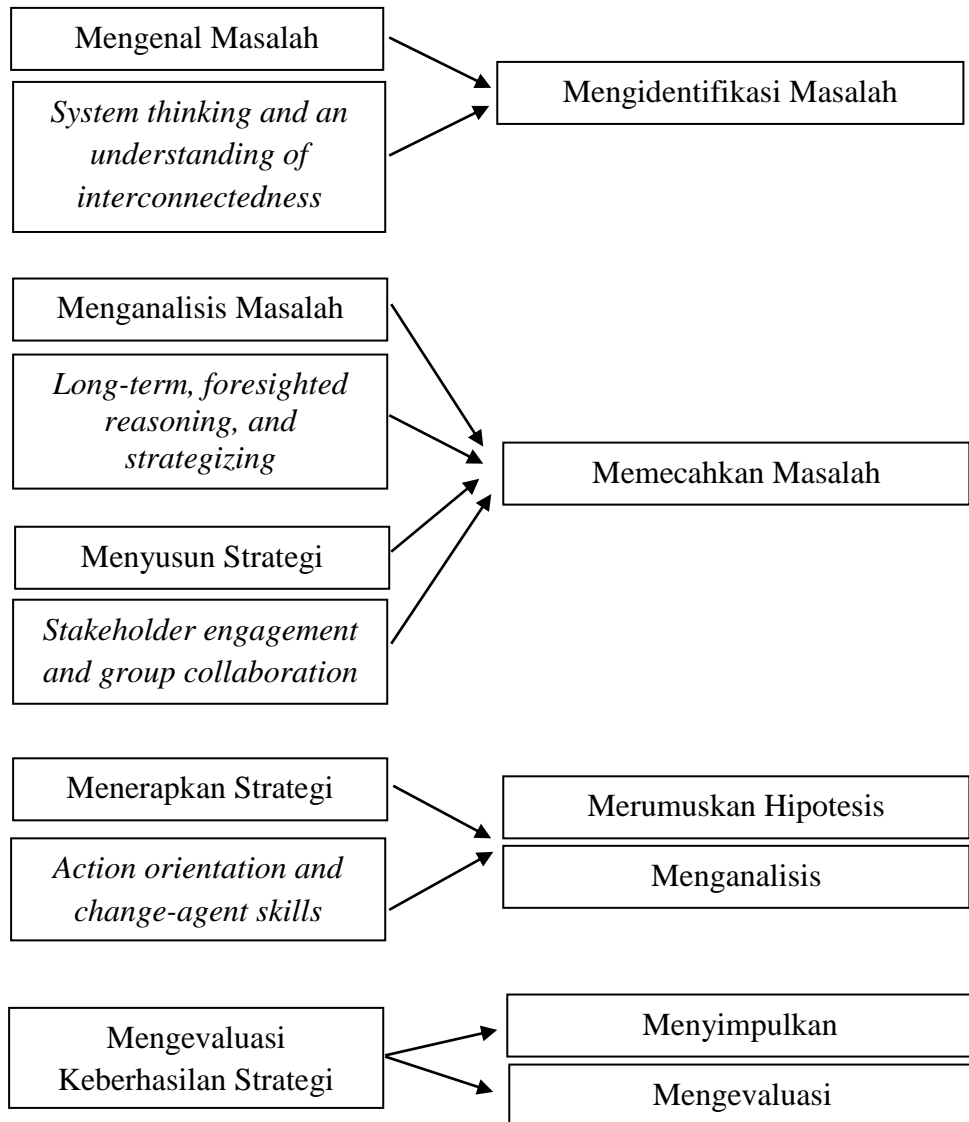 Mengenal Masalah
System thinking and an
understanding of
interconnectedness
Mengidentifikasi Masalah
Menganalisis Masalah
Long-term, foresighted
reasoning, and
strategizing
Menyusun Strategi
Stakeholder engagement
and group collaboration
Memecahkan Masalah
Menerapkan Strategi
Action orientation and
change-agent skills
Merumuskan Hipotesis
Menganalisis
Mengevaluasi
Keberhasilan Strategi
Menyimpulkan
Mengevaluasi